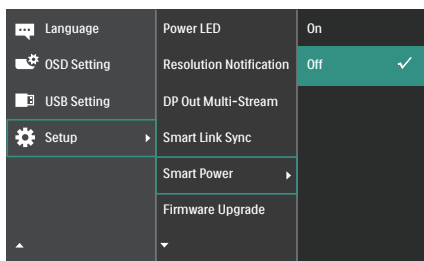 Language
OSD Setting
USB Setting
Setup
Power LED
Resolution Notification
DP Out Multi-Stream
Smart Link Sync
Smart Power
Firmware Upgrade
On
Off